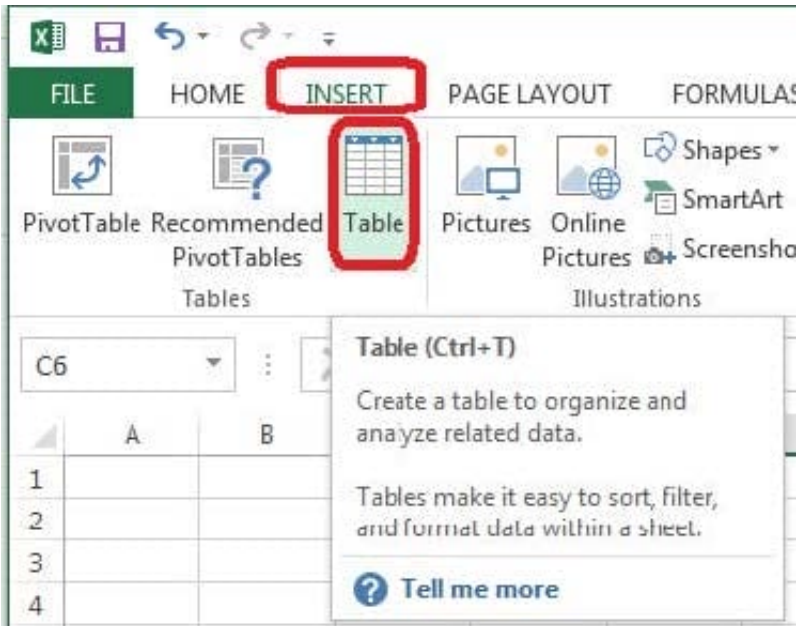 FILE HOME INSERT PAGE LAYOUT FORMULAS
PivotTable
Recommended
PivotTables
Table
Pictures
Online
Pictures
Shapes
SmartArt
Screensho
Tables
Illustrations
C6
Table (Ctrl+T)
Create a table to organize and
analyze related data.
Tables make it easy to sort, filter,
and format data within a sheet.
? Tell me more
A B
1
2
3
4